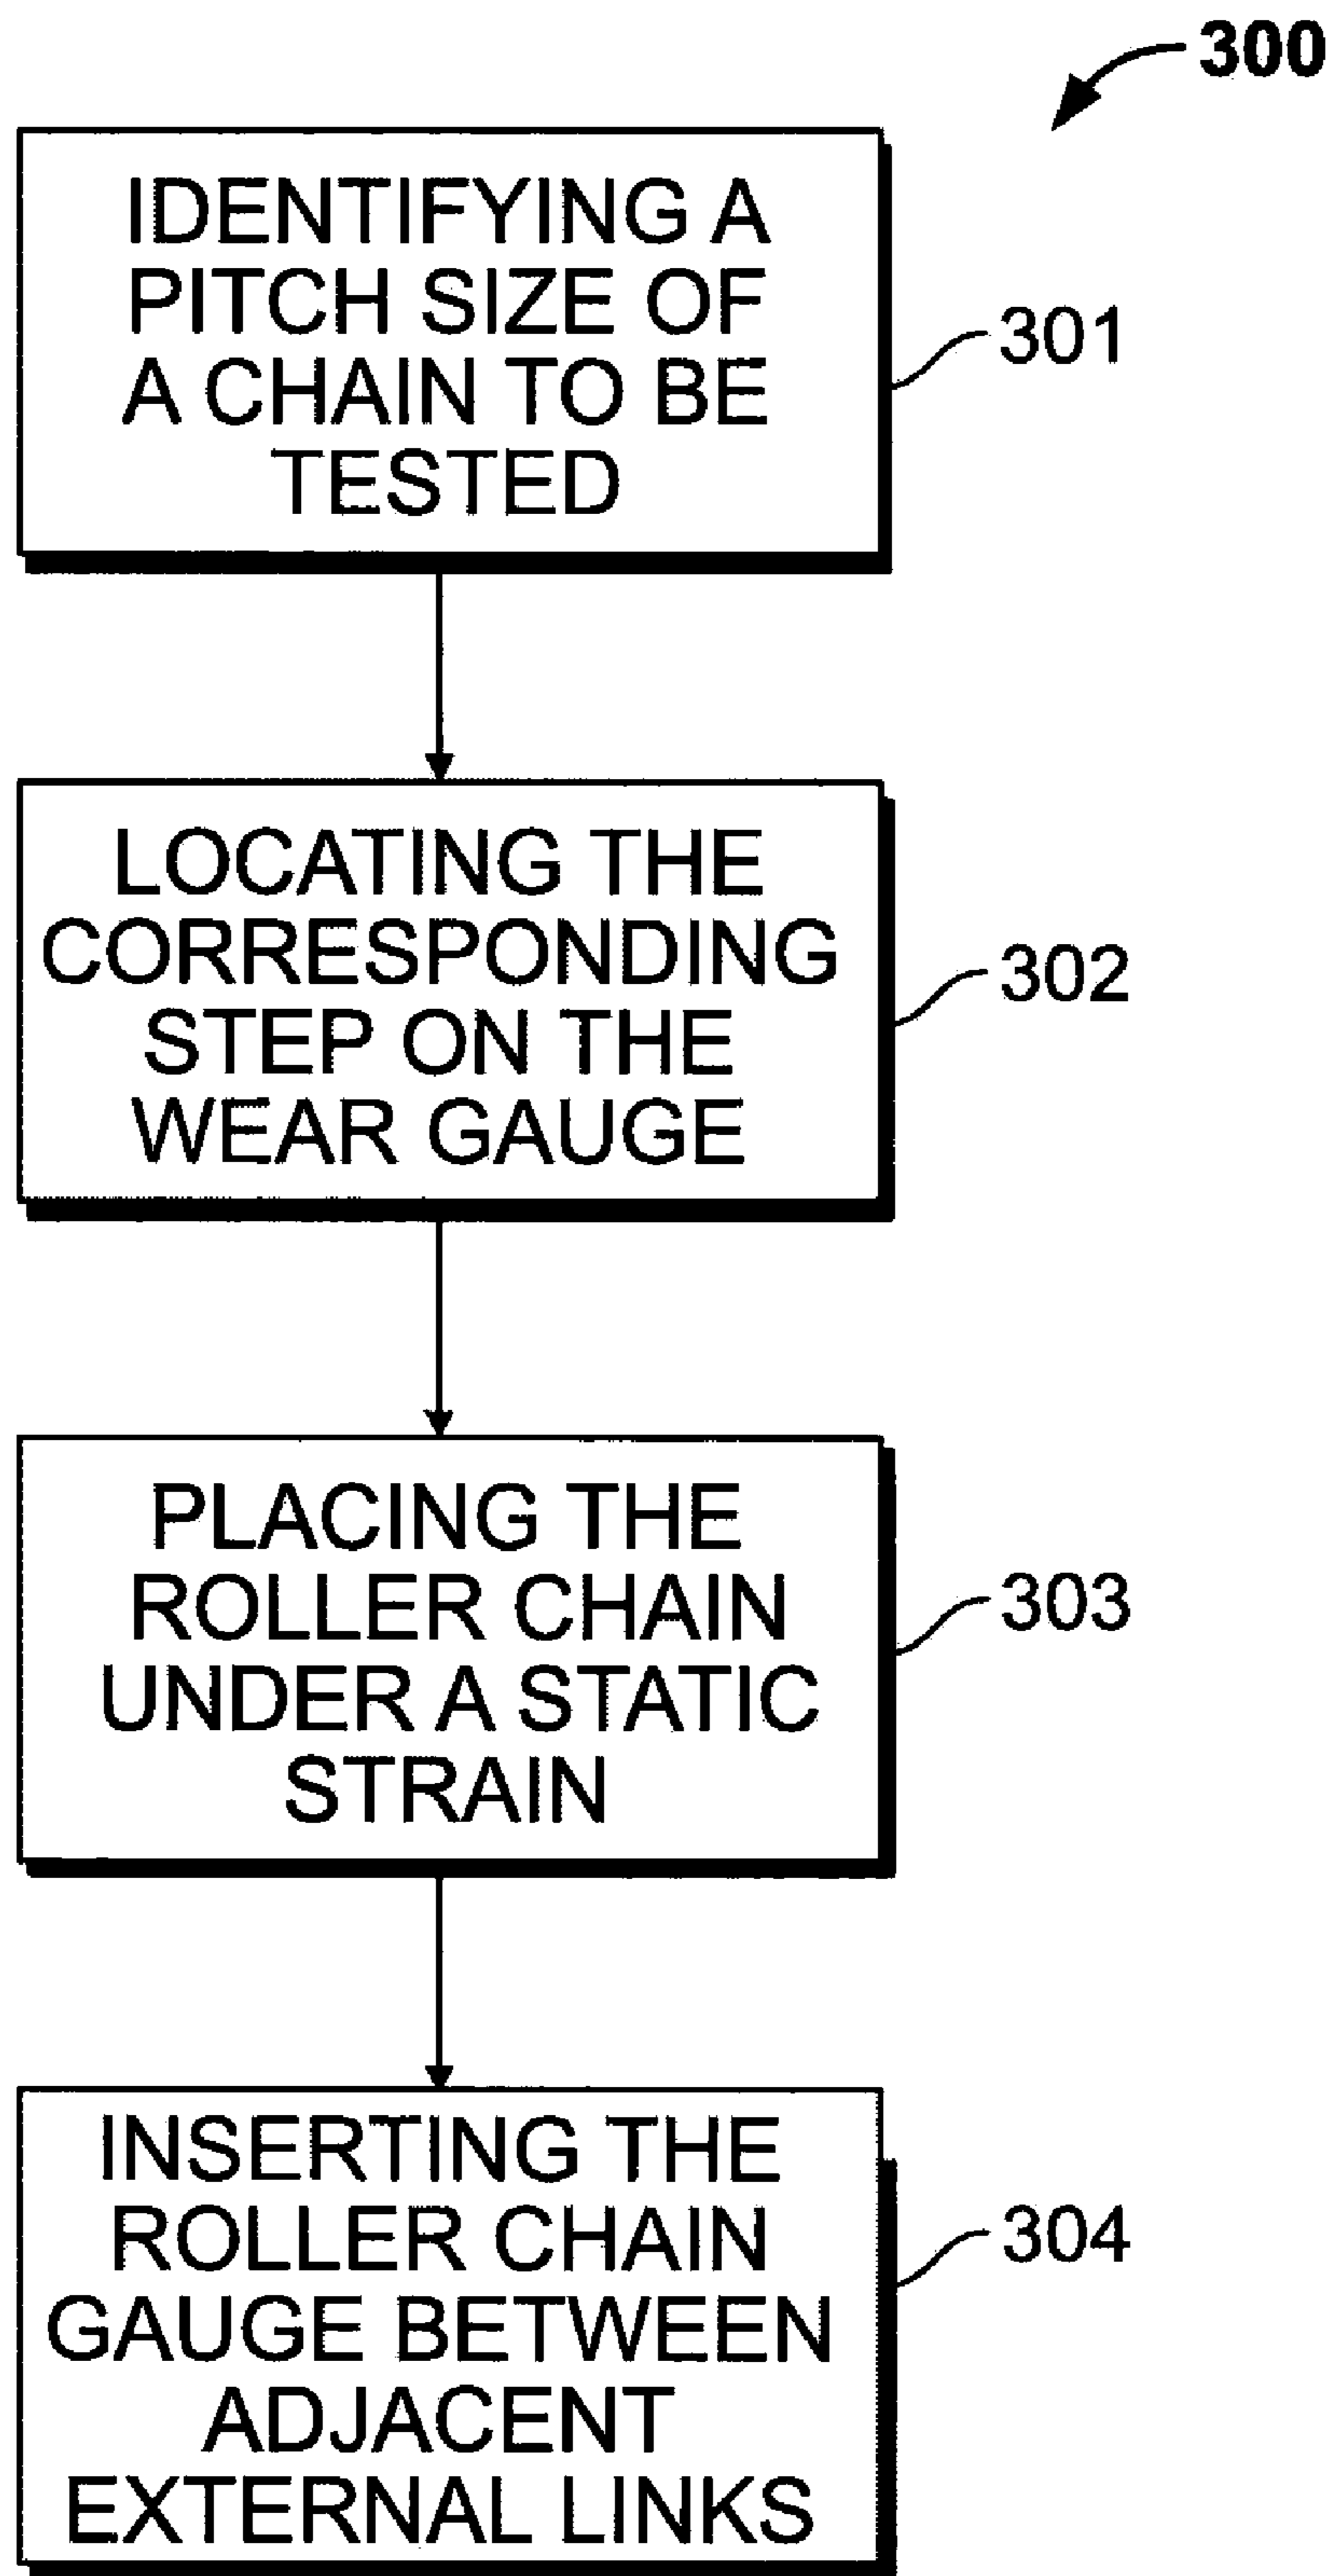 300
IDENTIFYING A
PITCH SIZE OF
A CHAIN TO BE
TESTED
301
LOCATING THE
CORRESPONDING
STEP ON THE
WEAR GAUGE
302
PLACING THE
ROLLER CHAIN
UNDER A STATIC
STRAIN
303
INSERTING THE
ROLLER CHAIN
GAUGE BETWEEN
ADJACENT
EXTERNAL LINKS
304